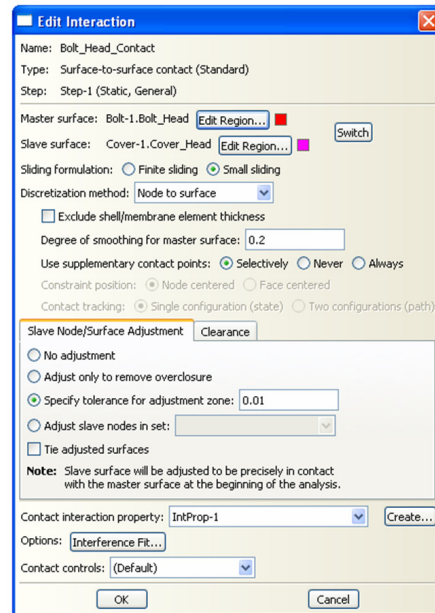 Edit Interaction
Name: Bolt_Head_Contact
Type: Surface-to-surface contact (Standard)
Step: Step-1 (Static, General)
Master surface: Bolt-1.Bolt_Head Edit Region...
Switch
Slave surface: Cover-1.Cover_Head Edit Region...
Sliding formulation: Finite sliding Small sliding
Discretization method: Node to surface
Exclude shell/membrane element thickness
Degree of smoothing for master surface: 0.2
Use supplementary contact points: Selectively Never Always
Constraint position: Node centered Face centered
Contact tracking: Single configuration (state) Two configurations (path)
Slave Node/Surface Adjustment Clearance
No adjustment
Adjust only to remove overclosure
Specify tolerance for adjustment zone: 0.01
Adjust slave nodes in set:
Tie adjusted surfaces
Note: Slave surface will be adjusted to be precisely in contact
with the master surface at the beginning of the analysis.
Contact interaction property: IntProp-1 Create...
Options: Interference Fit...
Contact controls: (Default)
OK Cancel